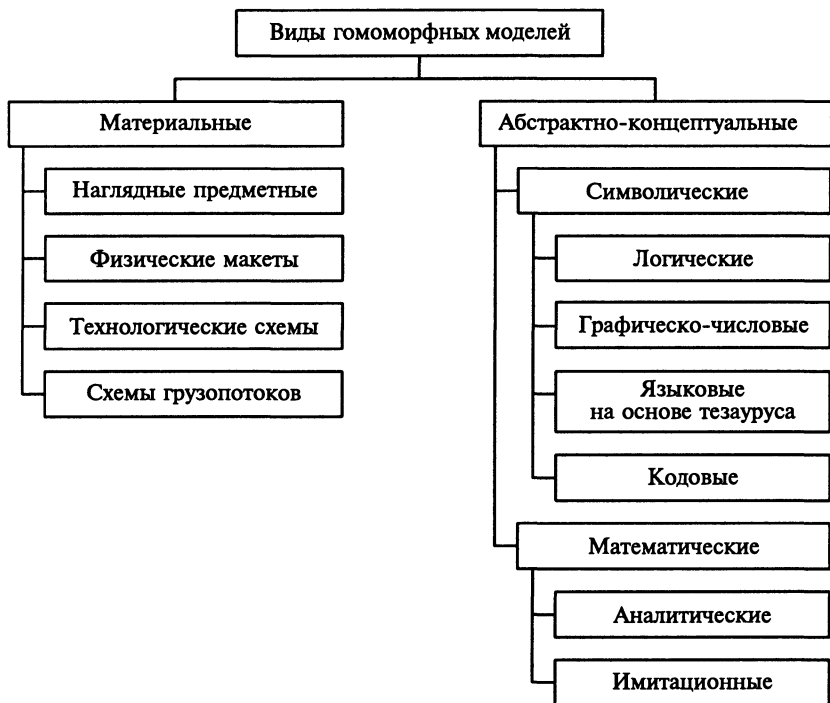 Виды гомоморфных моделей
Материальные
Наглядные предметные
Физические макеты
Технологические схемы
Схемы грузопотоков
Абстрактно-концептуальные
Символические
Логические
Графическо-числовые
Языковые
на основе тезауруса
Кодовые
Математические
Аналитические
Имитационные